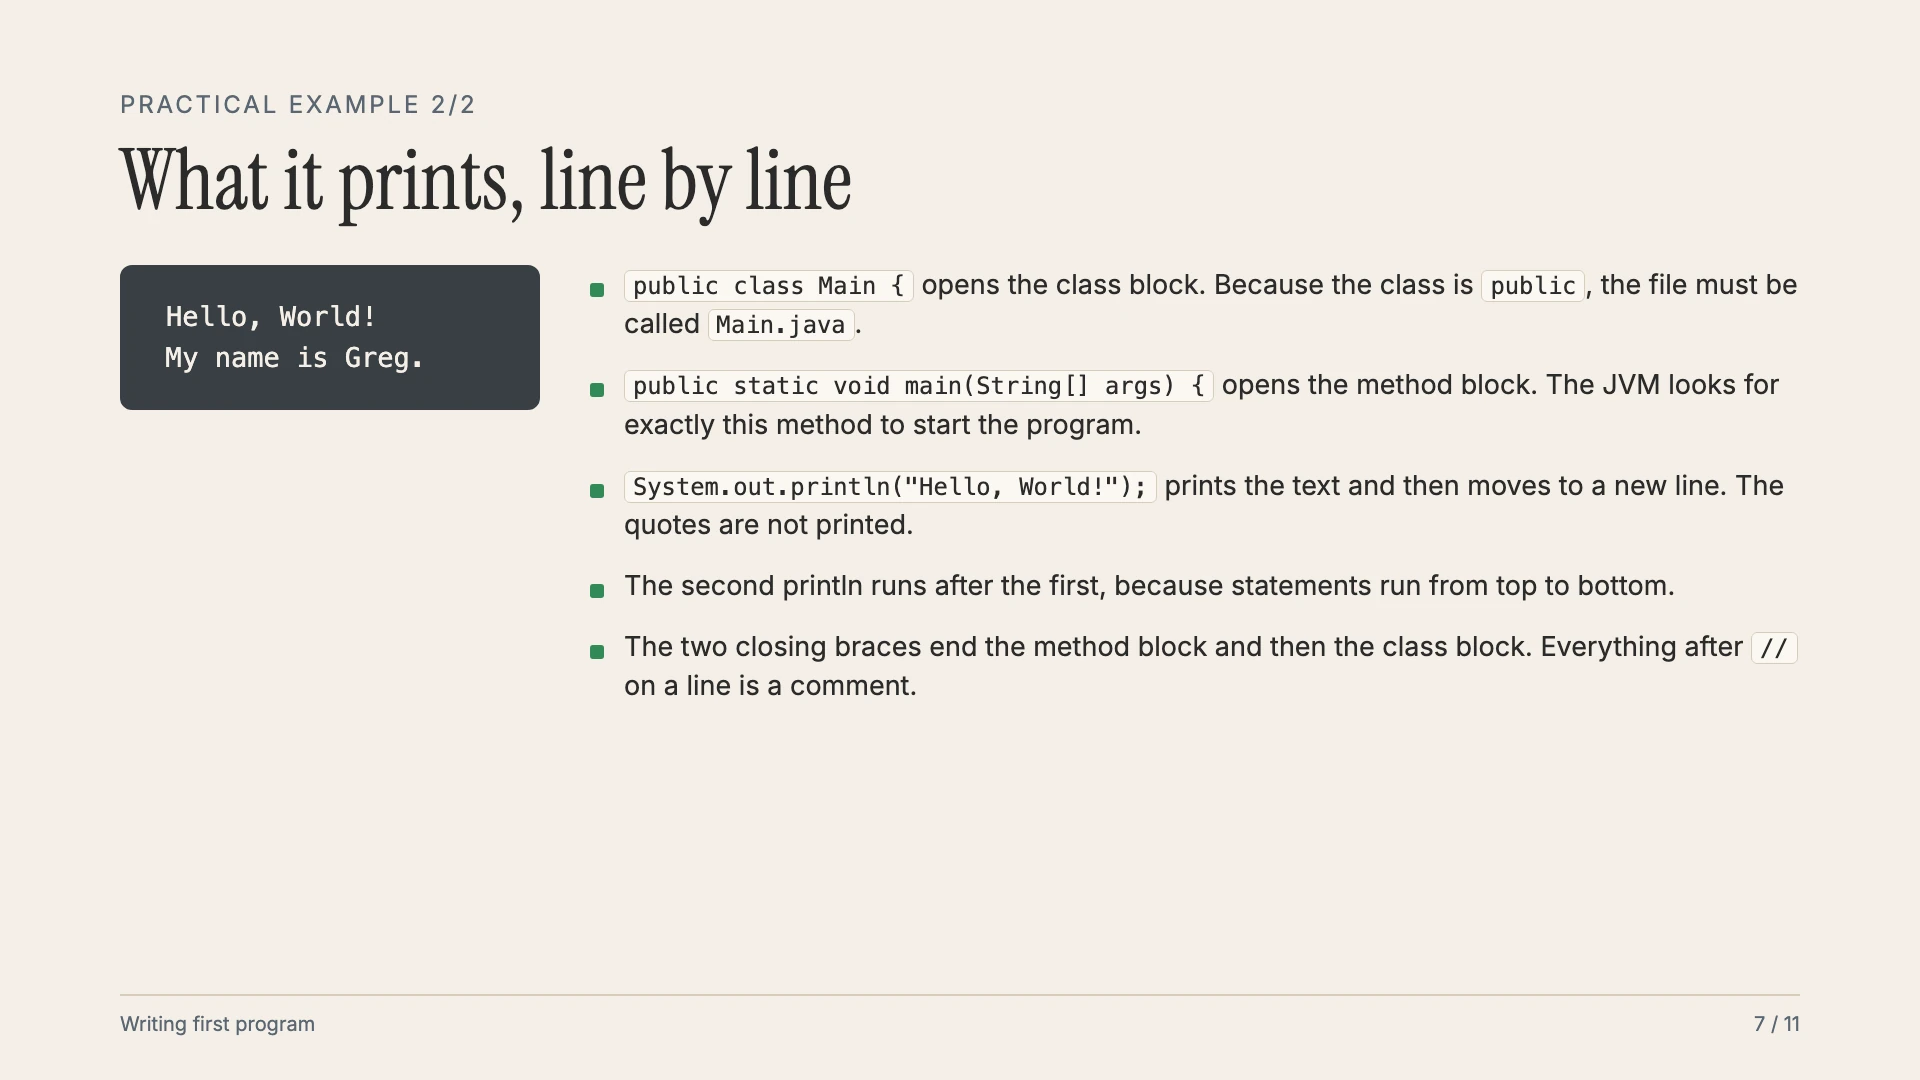 PRACTICAL EXAMPLE 2/2
What it prints, line by line
Hello, World!
My name is Greg.
public class Main { opens the class block. Because the class is public, the file must be
called Main.java.
public static void main(String[] args) { opens the method block. The JVM looks for
exactly this method to start the program.
System.out.println("Hello, World!"); prints the text and then moves to a new line. The
quotes are not printed.
The second println runs after the first, because statements run from top to bottom.
The two closing braces end the method block and then the class block. Everything after //
on a line is a comment.
Writing first program
7 / 11